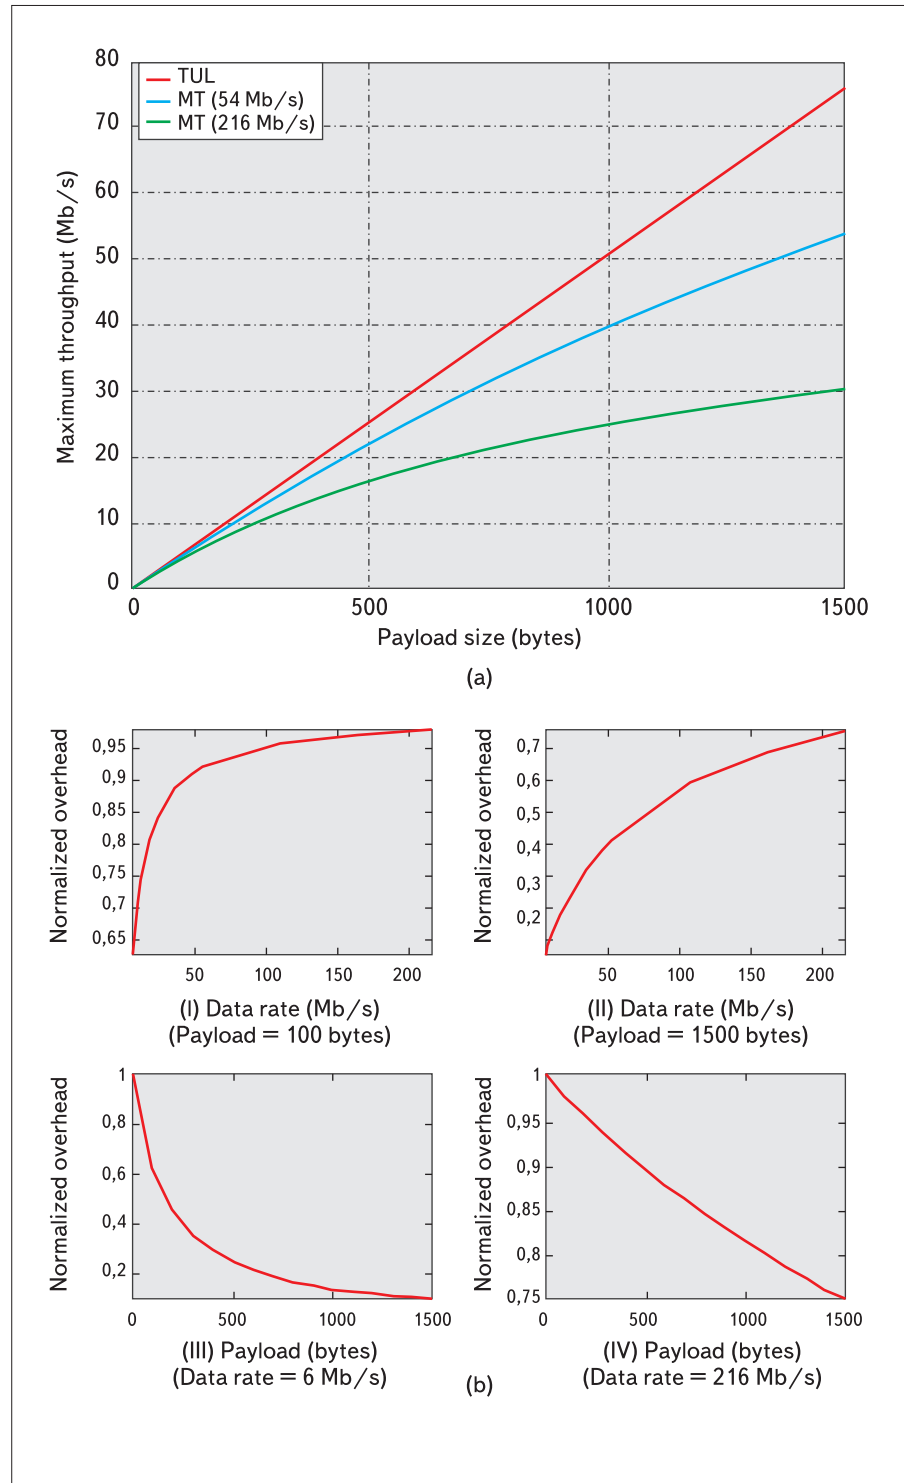 80
70
60
50
40
30
20
10
0
Maximum throughput (Mb/s)
TUL
MT (54 Mb/s)
MT (216 Mb/s)
0 500 1000 1500
Payload size (bytes)
(a)
Normalized overhead
0,95
0,9
0,85
0,8
0,75
0,7
0,65
50 100 150 200
(I) Data rate (Mb/s)
(Payload = 100 bytes)
Normalized overhead
0,7
0,6
0,5
0,4
0,3
0,2
50 100 150 200
(II) Data rate (Mb/s)
(Payload = 1500 bytes)
Normalized overhead
1
0,8
0,6
0,4
0,2
0 500 1000 1500
(III) Payload (bytes)
(Data rate = 6 Mb/s)
Normalized overhead
1
0,95
0,9
0,85
0,8
0,75
0 500 1000 1500
(IV) Payload (bytes)
(Data rate = 216 Mb/s)
(b)